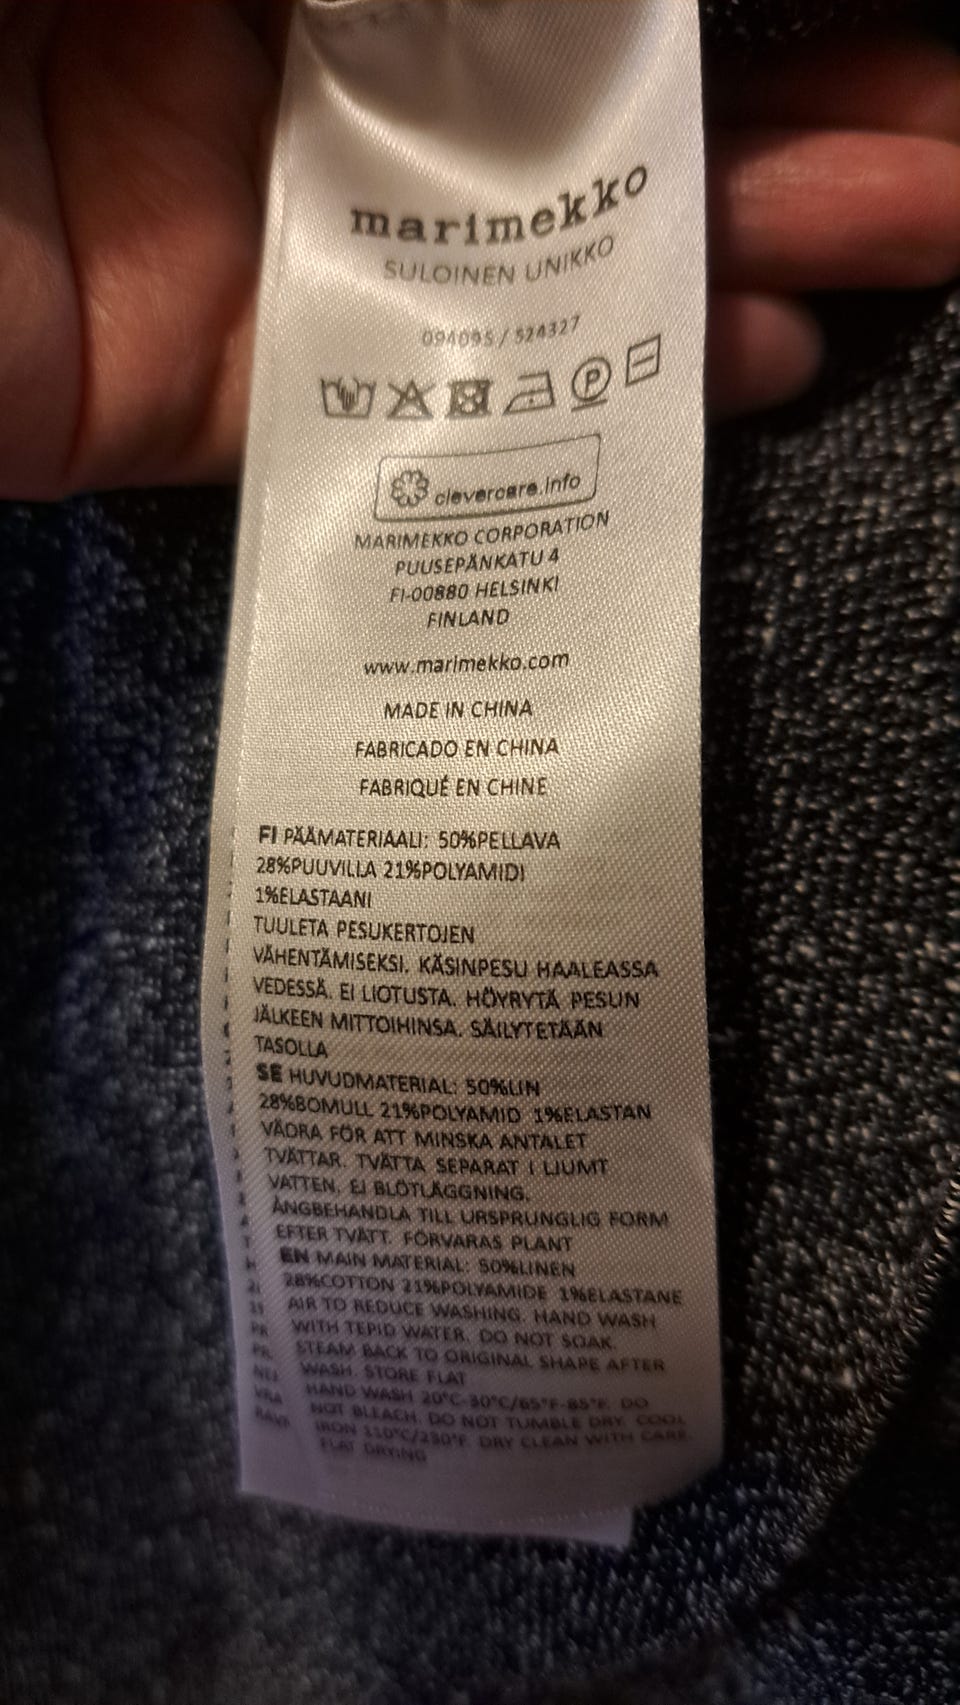 marimekko
SULOINEN UNIKKO
094095 / 524327
P
clevercare.info
MARIMEKKO CORPORATION
PUUSEPÄNKATU 4
FI-00880 HELSINKI
FINLAND
www.marimekko.com
MADE IN CHINA
FABRICADO EN CHINA
FABRIQUÉ EN CHINE
FI PÄÄMATERIAALI: 50%PELLAVA
28%PUUVILLA 21%POLYAMIDI
1%ELASTAANI
TUULETA PESUKERTOJEN
VÄHENTÄMISEKSI. KÄSINPESU HAALEASSA
VEDESSÄ. EI LIOTUSTA. HÖYRYTÄ PESUN
JÄLKEEN MITTOIHINSA. SÄILYTETÄÄN
TASOLLA
SE HUVUDMATERIAL: 50%LIN
28%BOMULL 21%POLYAMID 1%ELASTAN
VÄDRA FÖR ATT MINSKA ANTALET
TVÄTTAR. TVÄTTA SEPARAT I LJUMT
VATTEN. EJ BLÖTLÄGGNING.
ÅNGBEHANDLA TILL URSPRUNGLIG FORM
EFTER TVÄTT. FÖRVARAS PLANT
EN MAIN MATERIAL: 50%LINEN
28%COTTON 21%POLYAMIDE 1%ELASTANE
AIR TO REDUCE WASHING. HAND WASH
WITH TEPID WATER. DO NOT SOAK.
STEAM BACK TO ORIGINAL SHAPE AFTER
WASH. STORE FLAT
HAND WASH 20°C-30°C/65°F-85°F. DO
NOT BLEACH. DO NOT TUMBLE DRY. COOL
IRON 110°C/230°F. DRY CLEAN WITH CARE.
FLAT DRYING